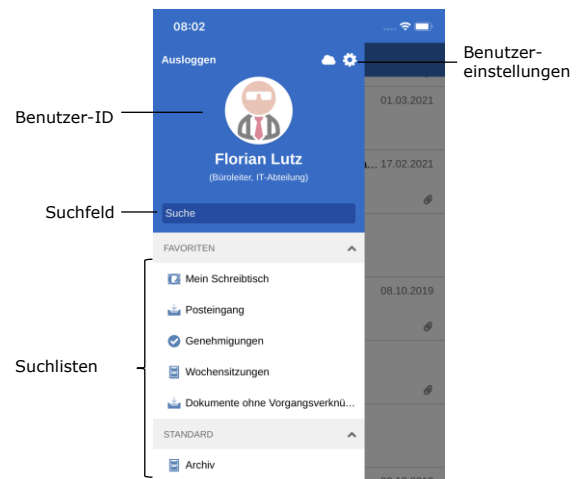 08:02
Ausloggen
Benutzer-
einstellungen
01.03.2021
Benutzer-ID
Florian Lutz
... 17.02.2021
(Büroleiter, IT-Abteilung)
Suchfeld
Suche
FAVORITEN
Mein Schreibtisch
08.10.2019
Posteingang
Genehmigungen
Suchlisten
Wochensitzungen
Dokumente ohne Vorgangsverknü...
STANDARD
Archiv